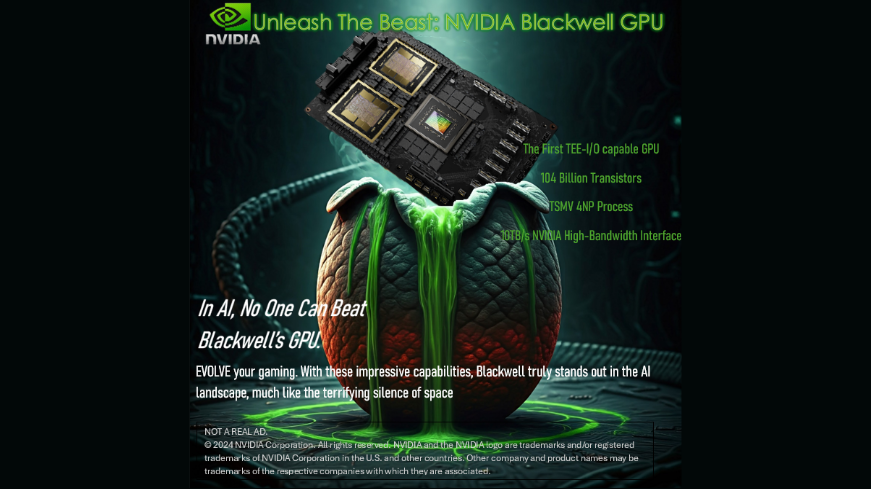 NVIDIA
Unleash The Beast: NVIDIA Blackwell GPU
The First TEE-I/O capable GPU
104 Billion Transistors
TSMV 4NP Process
10TB/s NVIDIA High-Bandwidth Interface
In AI, No One Can Beat
Blackwell's GPU.
EVOLVE your gaming. With these impressive capabilities, Blackwell truly stands out in the AI
landscape, much like the terrifying silence of space
NOT A REAL AD.
© 2024 NVIDIA Corporation. All rights reserved. NVIDIA and the NVIDIA logo are trademarks and/or registered
trademarks of NVIDIA Corporation in the U.S. and other countries. Other company and product names may be
trademarks of the respective companies with which they are associated.